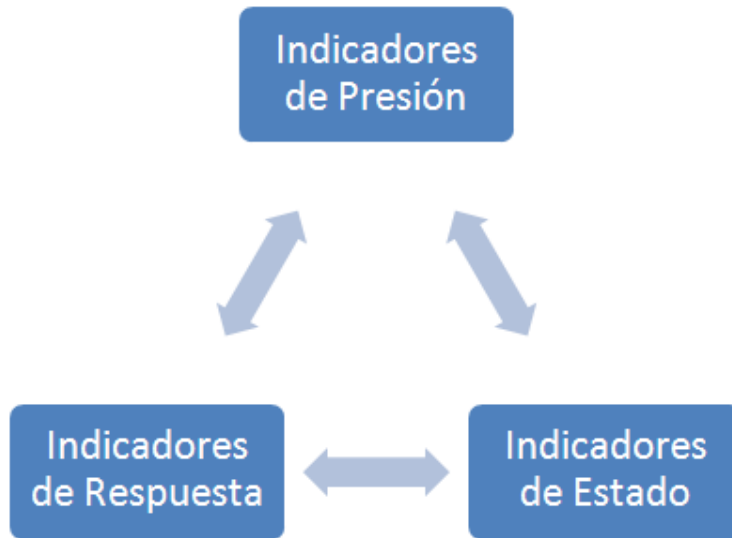 Indicadores
de Presión
Indicadores
de Respuesta
Indicadores
de Estado